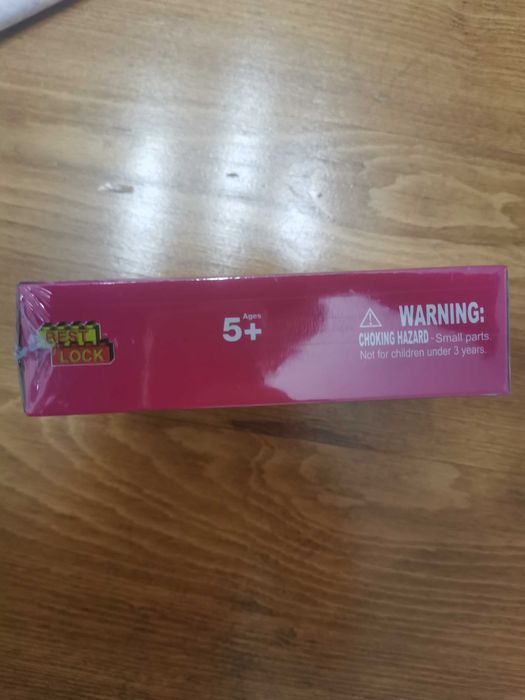 BEST
LOCK
Ages
5+
WARNING:
CHOKING HAZARD - Small parts.
Not for children under 3 years.